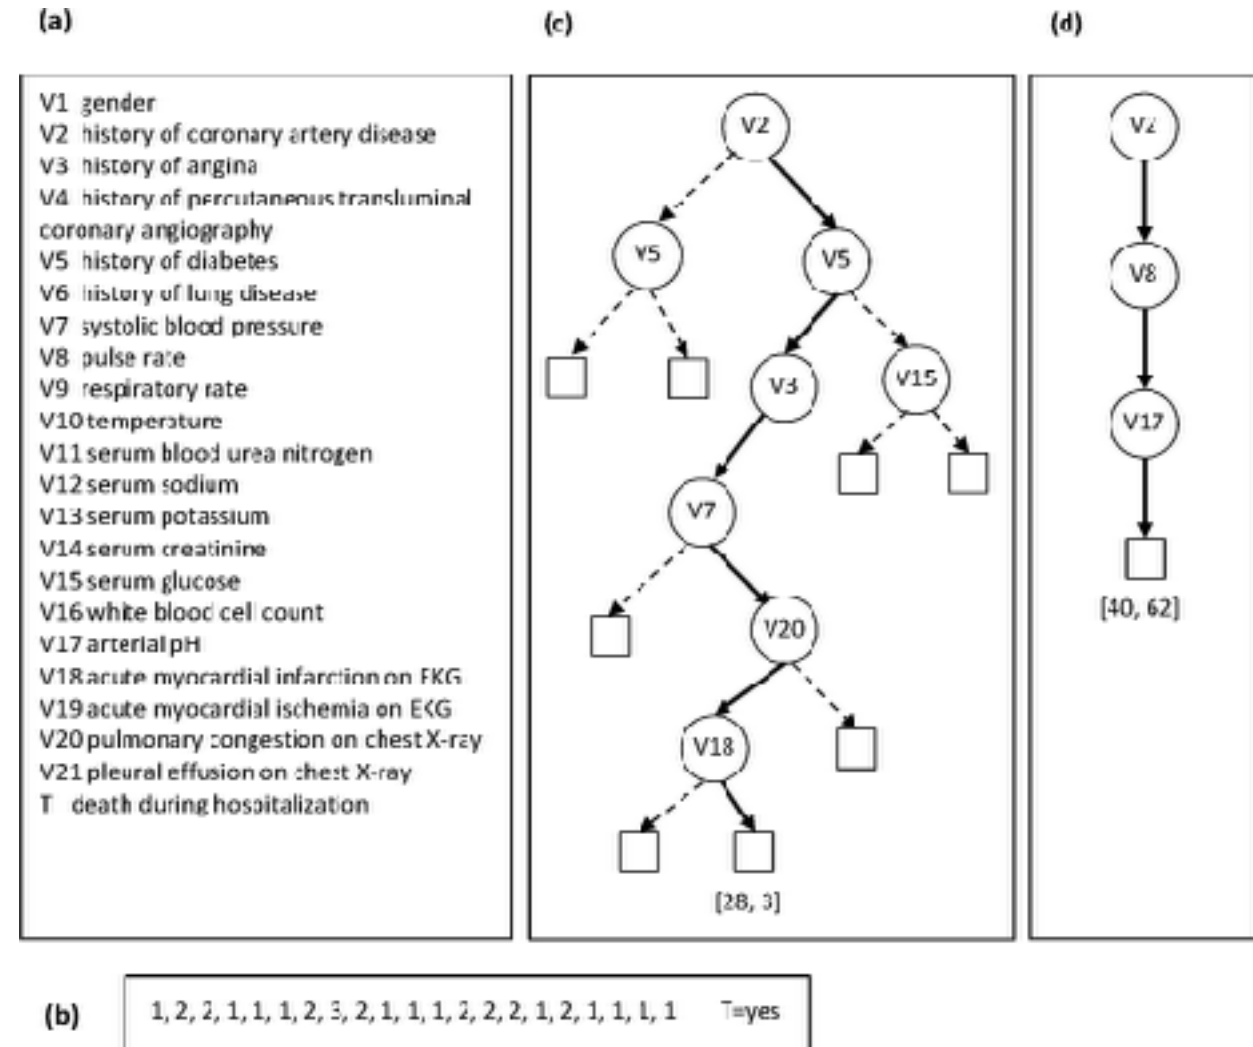 (a)
V1 gender
V2 history of coronary artery disease
V3 history of angina
V4 history of percutaneous transluminal
coronary angiography
V5 history of diabetes
V6 history of lung disease
V7 systolic blood pressure
V8 pulse rate
V9 respiratory rate
V10 temperature
V11 serum blood urea nitrogen
V12 serum sodium
V13 serum potassium
V14 serum creatinine
V15 serum glucose
V16 white blood cell count
V17 arterial pH
V18 acute myocardial infarction on EKG
V19 acute myocardial ischemia on EKG
V20 pulmonary congestion on chest X-ray
V21 pleural effusion on chest X-ray
T death during hospitalization
(c)
V2
V5
V5
V3
V15
V7
V20
V18
[28, 3]
(d)
V2
V8
V17
[40, 62]
(b)
1, 2, 2, 1, 1, 1, 2, 3, 2, 1, 1, 1, 2, 2, 2, 1, 2, 1, 1, 1, 1 T=yes